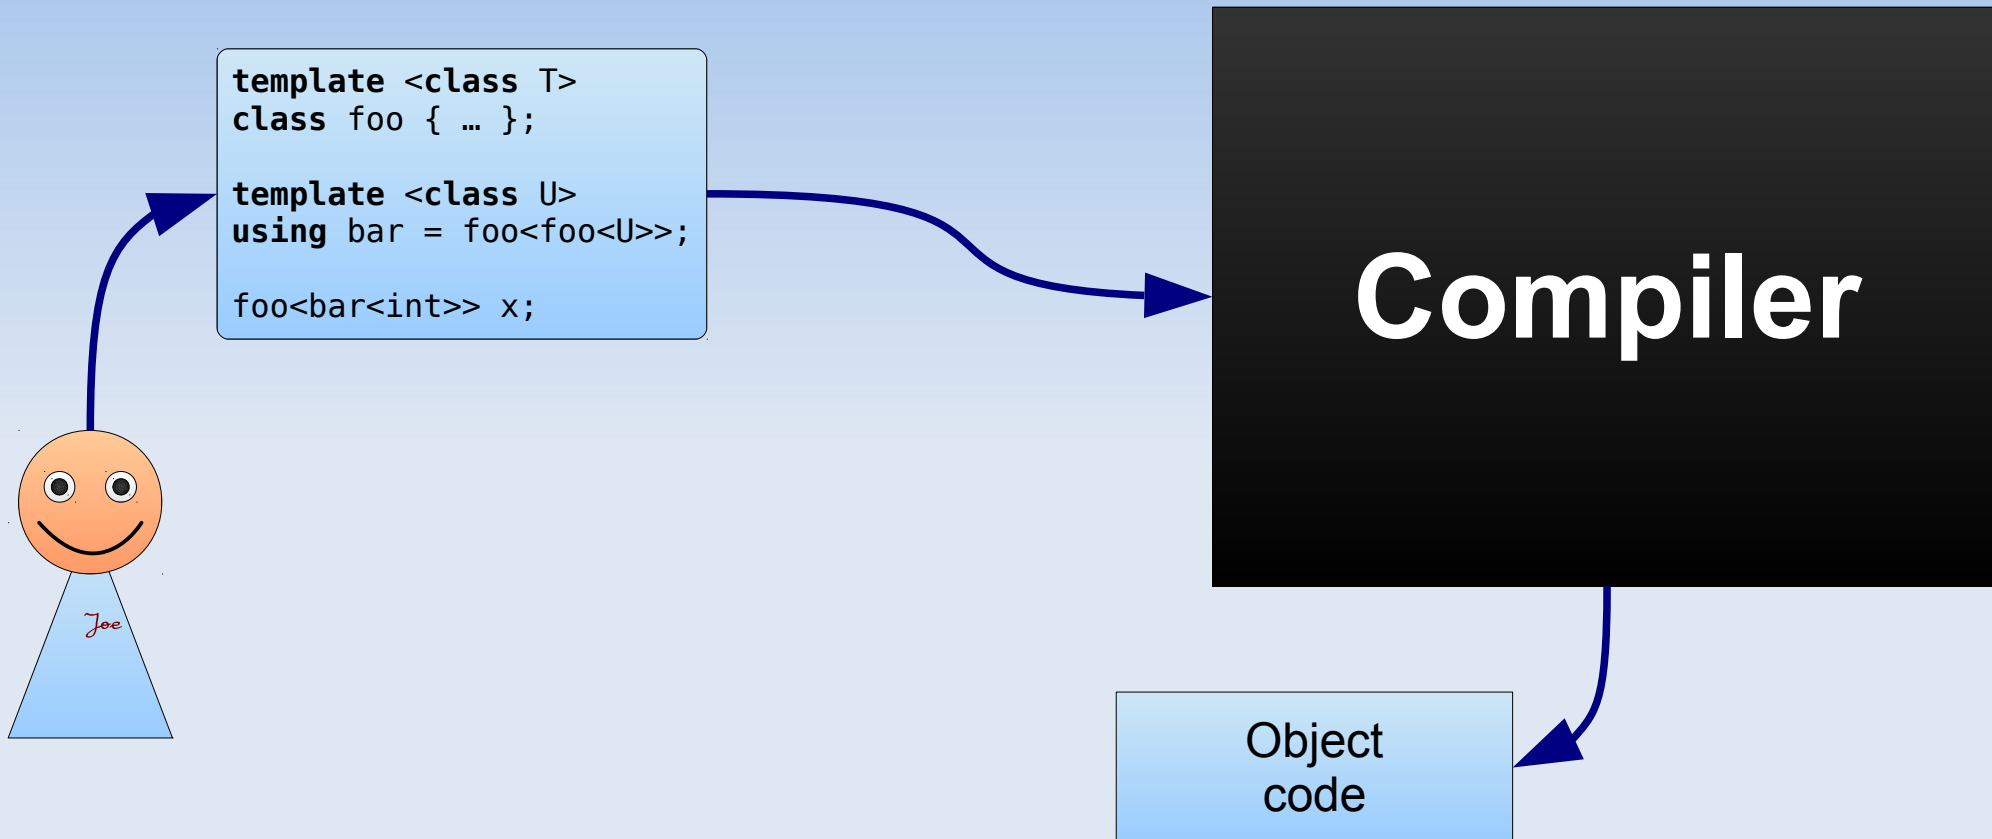 template <class T>
class foo { … };
template <class U>
using bar = foo<foo<U>>;
foo<bar<int>> x;
Compiler
Joe
Object
code